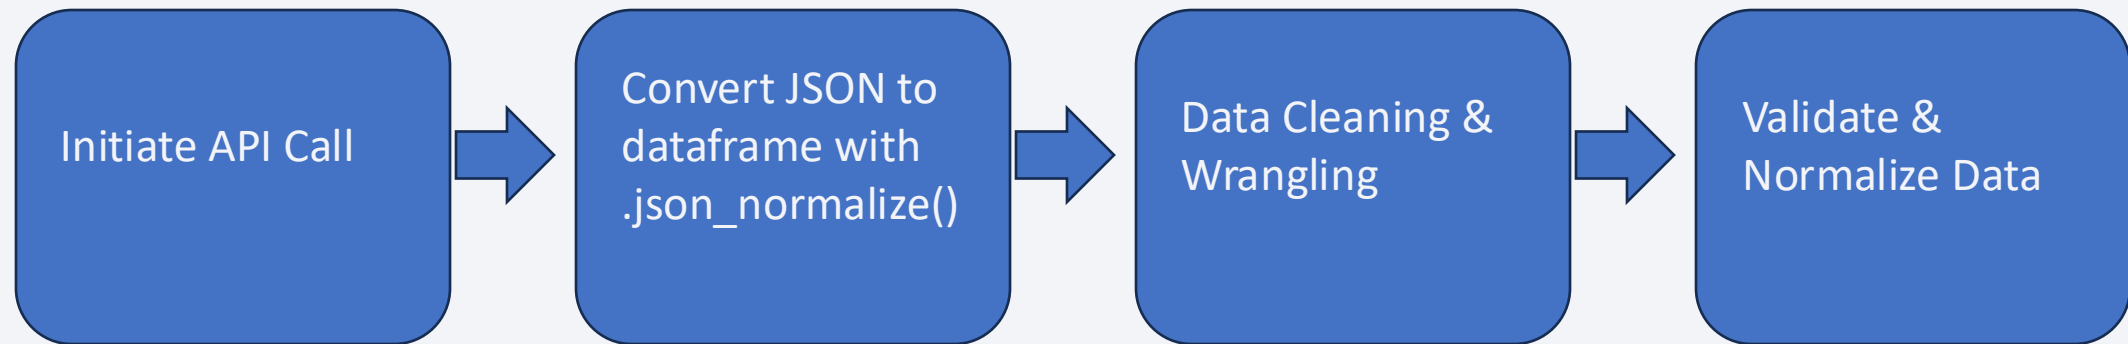 Initiate API Call
Convert JSON to
dataframe with
.json_normalize()
Data Cleaning &
Wrangling
Validate &
Normalize Data